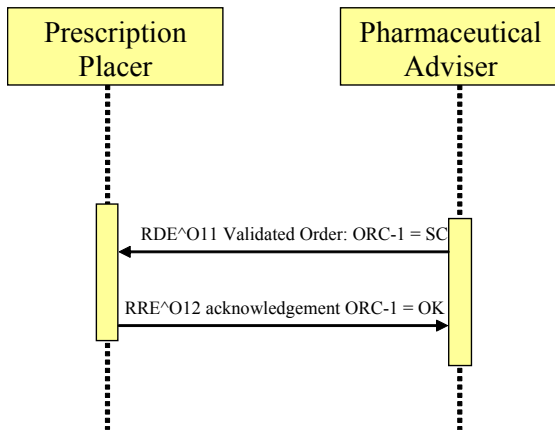 Prescription
Placer
Pharmaceutical
Adviser
RDE^O11 Validated Order: ORC-1 = SC
RRE^O12 acknowledgement ORC-1 = OK